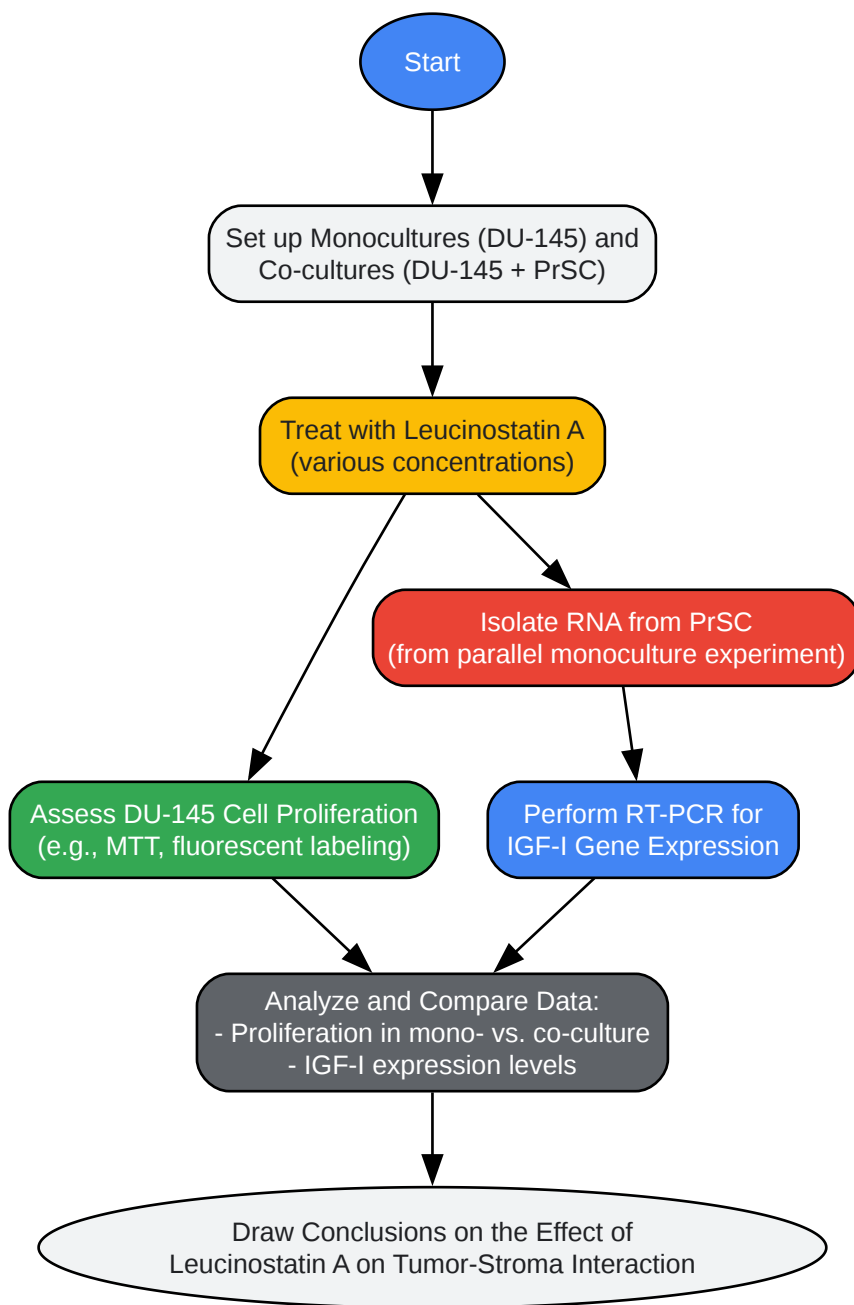 Start
Set up Monocultures (DU-145) and
Co-cultures (DU-145 + PrSC)
Treat with Leucinostatin A
(various concentrations)
Isolate RNA from PrSC
(from parallel monoculture experiment)
Assess DU-145 Cell Proliferation
(e.g., MTT, fluorescent labeling)
Perform RT-PCR for
IGF-I Gene Expression
Analyze and Compare Data:
- Proliferation in mono- vs. co-culture
- IGF-I expression levels
Draw Conclusions on the Effect of
Leucinostatin A on Tumor-Stroma Interaction